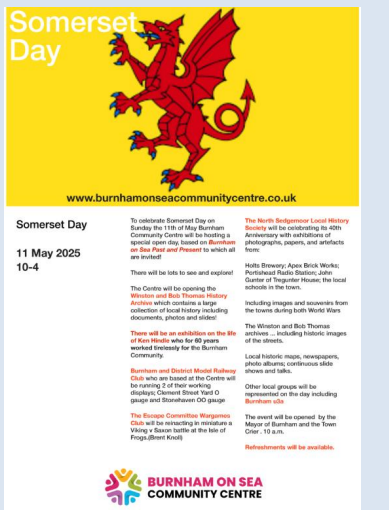 Somerset
Day
www.burnhamonseacommunitycentre.co.uk
Somerset Day
11 May 2025
10-4
To celebrate Somerset Day on
Sunday the 11th of May Burnham
Community Centre will be hosting a
special open day, based on Burnham
on Sea Past and Present to which all
are invited!
There will be lots to see and explore!
The Centre will be opening the
Winston and Bob Thomas History
Archive which contains a large
collection of local history including
documents, photos and slides!
There will be an exhibition on the life
of Ken Hindle who for 60 years
worked tirelessly for the Burnham
Community.
Burnham and District Model Railway
Club who are based at the Centre will
be running 2 of their working
displays; Clement Street Yard O
gauge and Stonehaven OO gauge
The Escape Committee Wargames
Club will be reinacting in miniature a
Viking v Saxon battle at the Isle of
Frogs.(Brent Knoll)
The North Sedgemoor Local History
Society will be celebrating its 40th
Anniversary with exhibitions of
photographs, papers, and artefacts
from:
Holts Brewery; Apex Brick Works;
Portishead Radio Station; John
Gunter of Tregunter House; the local
schools in the town.
Including images and souvenirs from
the towns during both World Wars
The Winston and Bob Thomas
archives ... including historic images
of the streets.
Local historic maps, newspapers,
photo albums; continuous slide
shows and talks.
Other local groups will be
represented on the day including
Burnham u3a
The event will be opened by the
Mayor of Burnham and the Town
Crier . 10 a.m.
Refreshments will be available.
BURNHAM ON SEA
COMMUNITY CENTRE